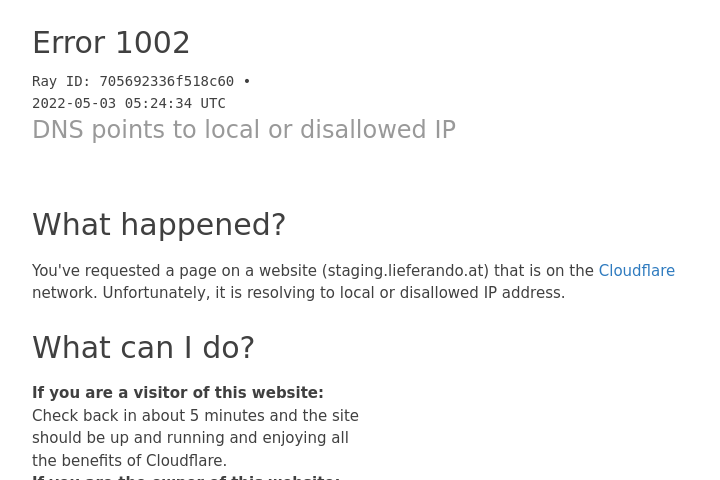 Error 1002
Ray ID: 705692336f518c60 •
2022-05-03 05:24:34 UTC
DNS points to local or disallowed IP
What happened?
You've requested a page on a website (staging.lieferando.at) that is on the Cloudflare
network. Unfortunately, it is resolving to local or disallowed IP address.
What can I do?
If you are a visitor of this website:
Check back in about 5 minutes and the site
should be up and running and enjoying all
the benefits of Cloudflare.
If you are the owner of this website: